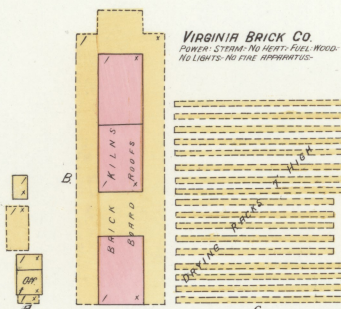 VIRGINIA BRICK CO.
POWER: STEAM- NO HEAT: FUEL: WOOD-
NO LIGHTS- NO FIRE APPARATUS-
BRICK KILNS
BOARD ROOFS
DRYING RACKS 7' HIGH
B.
Off.